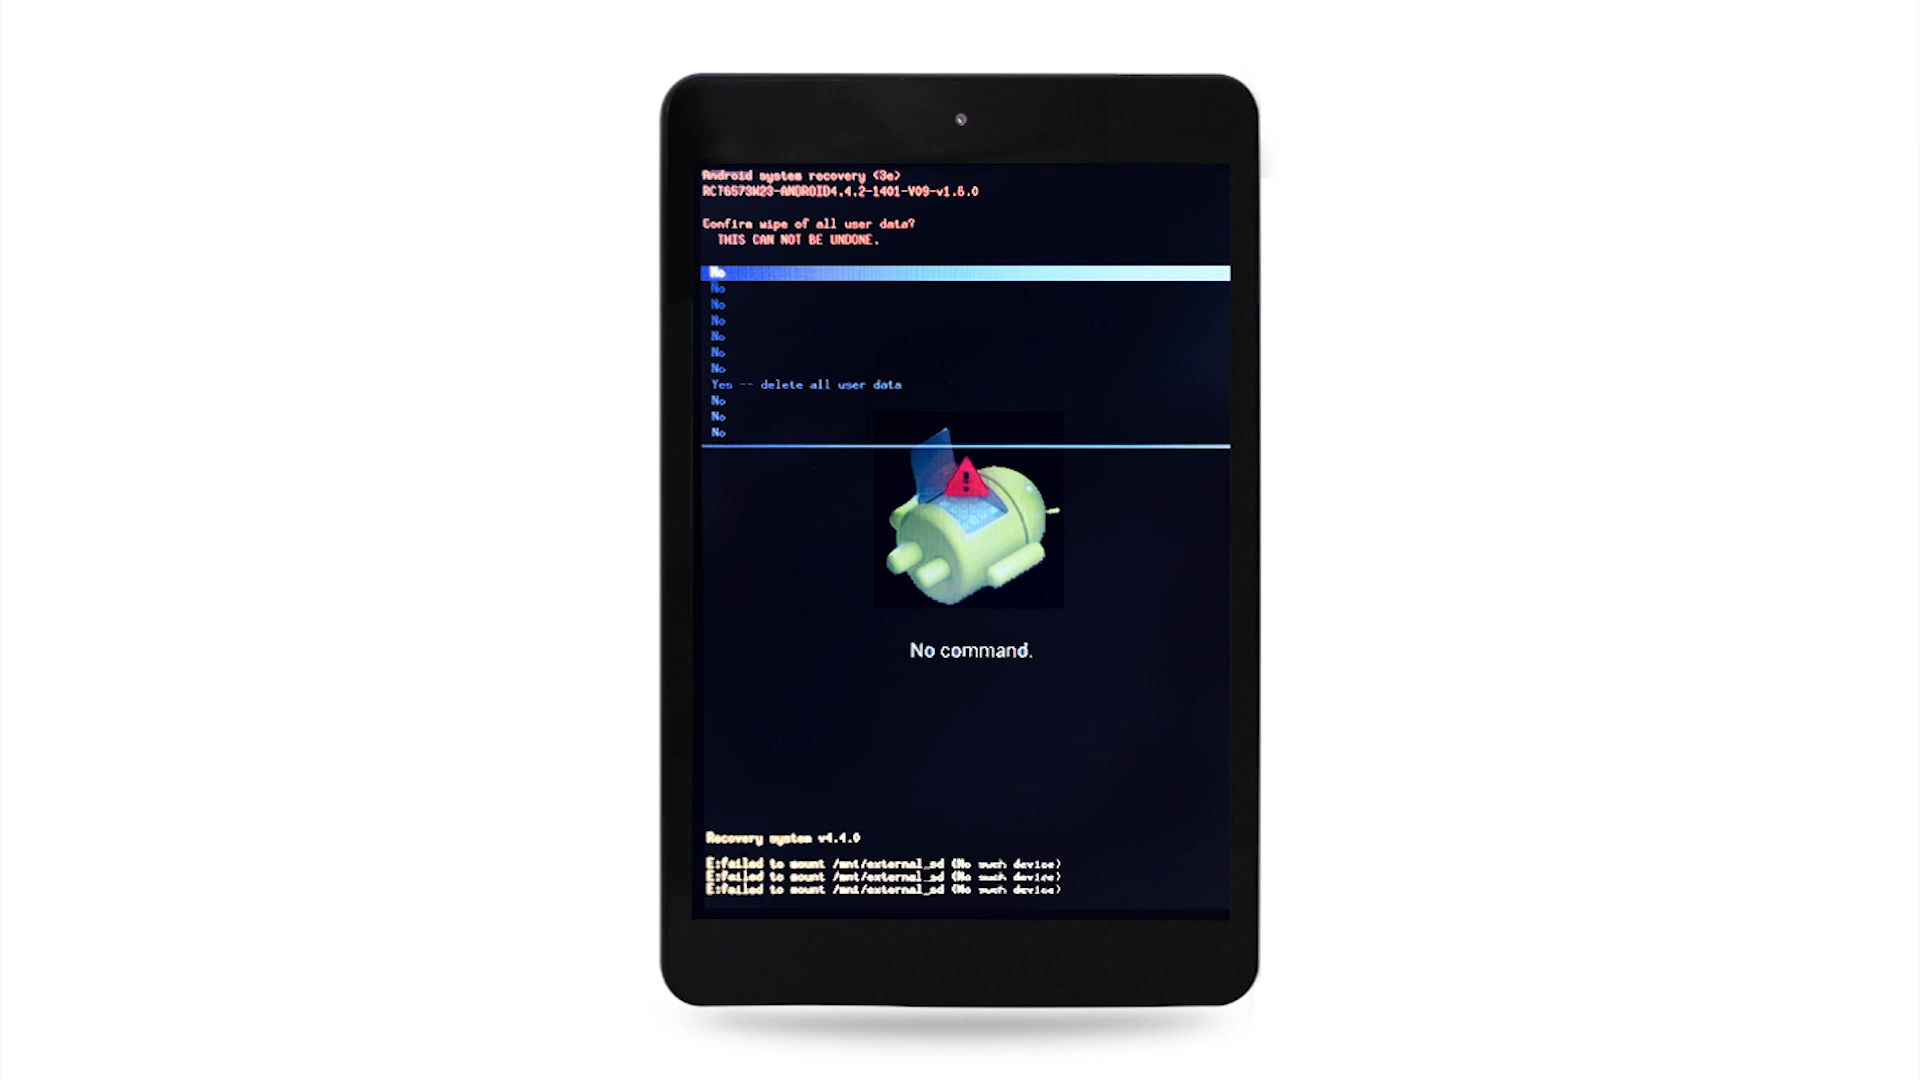 Android system recovery <3e>
RCT6573W23-ANDROID4.4.2-1401-V09-v1.6.0
Confirm wipe of all user data?
THIS CAN NOT BE UNDONE.
No
No
No
No
No
No
No
Yes -- delete all user data
No
No
No
No command.
Recovery system v4.4.0
E:failed to mount /mnt/external_sd (No such device)
E:failed to mount /mnt/external_sd (No such device)
E:failed to mount /mnt/external_sd (No such device)